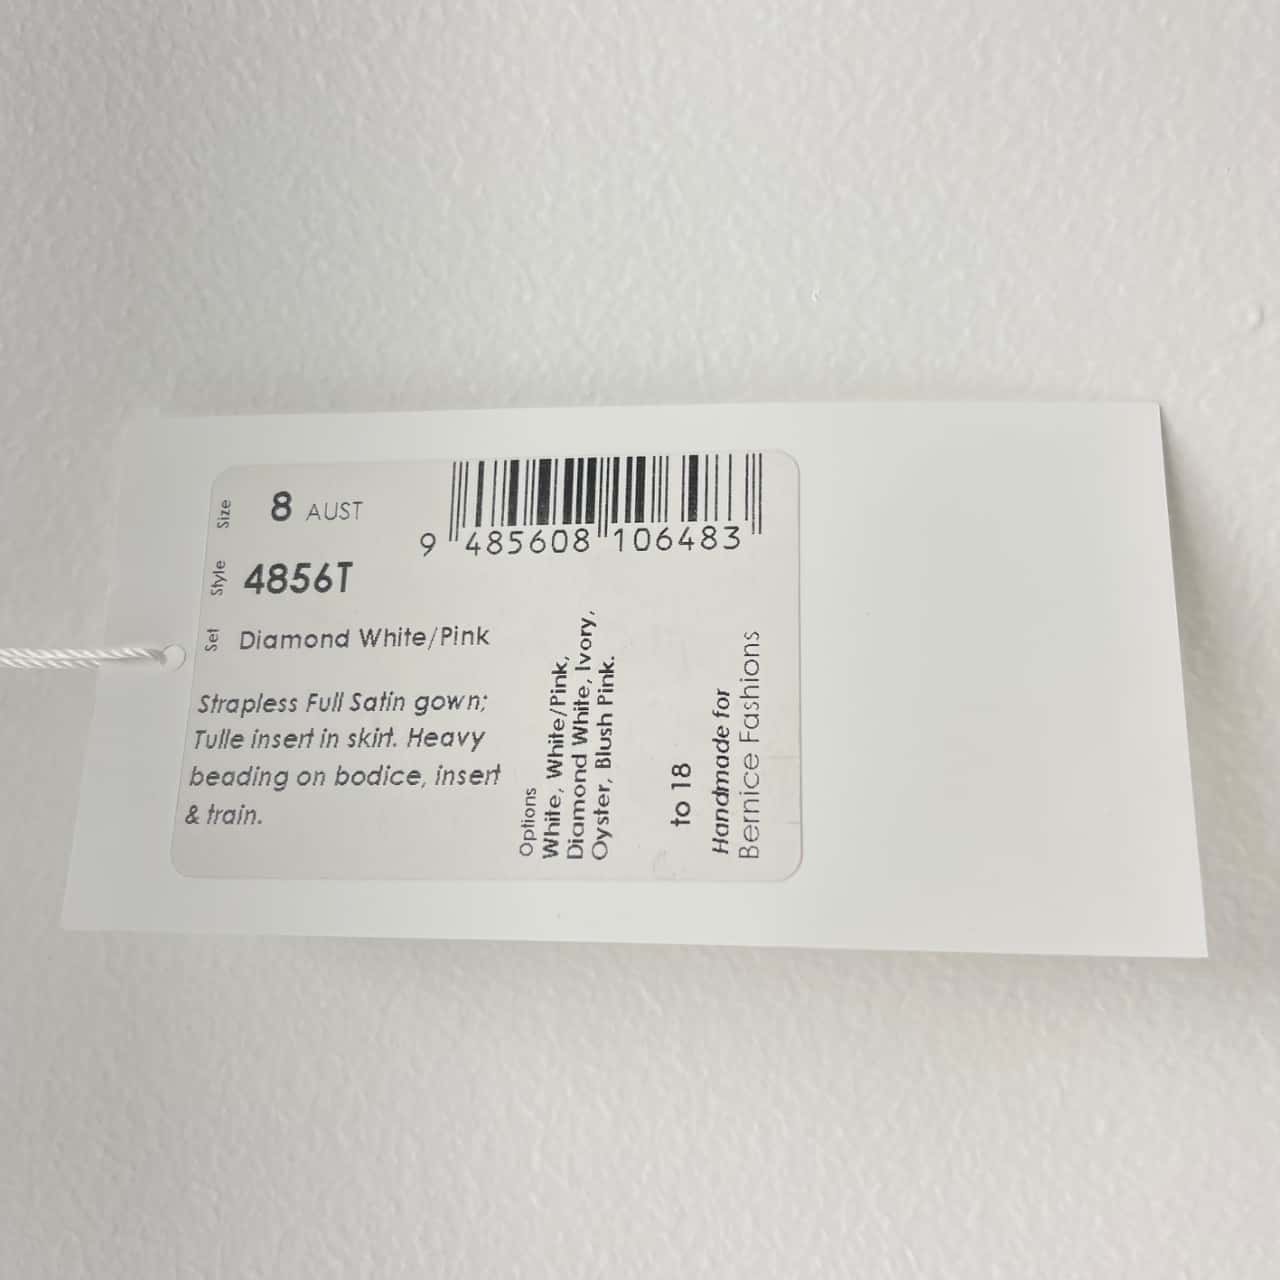 Size 8 AUST
9 485608 106483
Style 4856T
Set Diamond White/Pink
Strapless Full Satin gown;
Tulle insert in skirt. Heavy
beading on bodice, insert
& train.
Options
White, White/Pink,
Diamond White, Ivory,
Oyster, Blush Pink.
to 18
Handmade for
Bernice Fashions